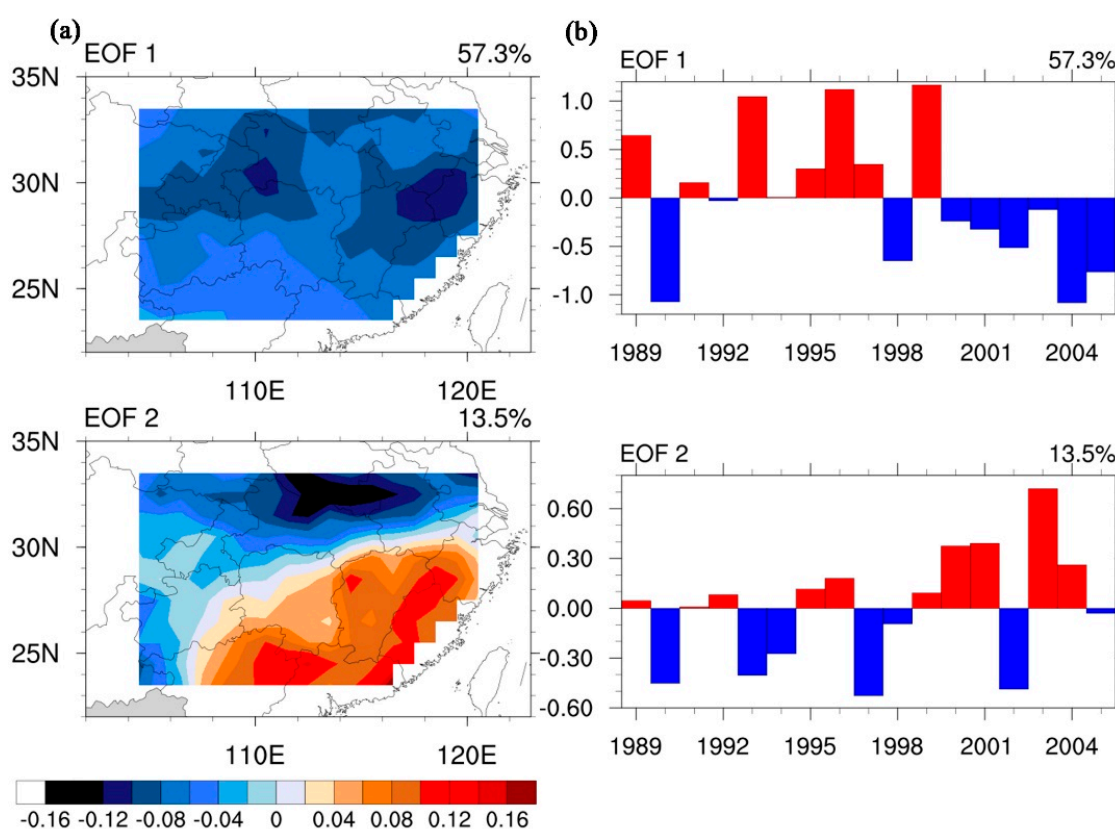 (a)
EOF 1 57.3%
35N
30N
25N
110E 120E
EOF 2 13.5%
35N
30N
25N
110E 120E
-0.16 -0.12 -0.08 -0.04 0 0.04 0.08 0.12 0.16
(b)
EOF 1 57.3%
1.0
0.5
0.0
-0.5
-1.0
1989 1992 1995 1998 2001 2004
EOF 2 13.5%
0.60
0.30
0.00
-0.30
-0.60
1989 1992 1995 1998 2001 2004